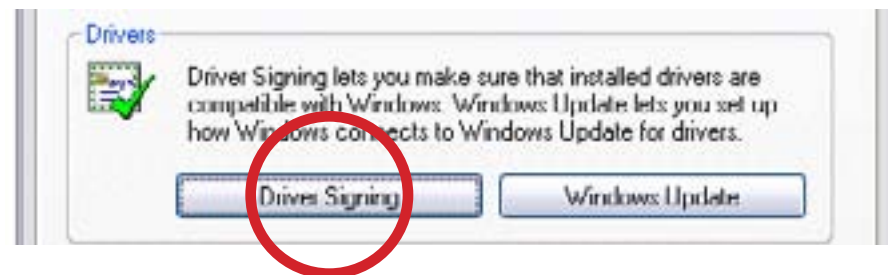 Drivers
Driver Signing lets you make sure that installed drivers are
compatible with Windows. Windows Update lets you set up
how Windows connects to Windows Update for drivers.
Driver Signing
Windows Update